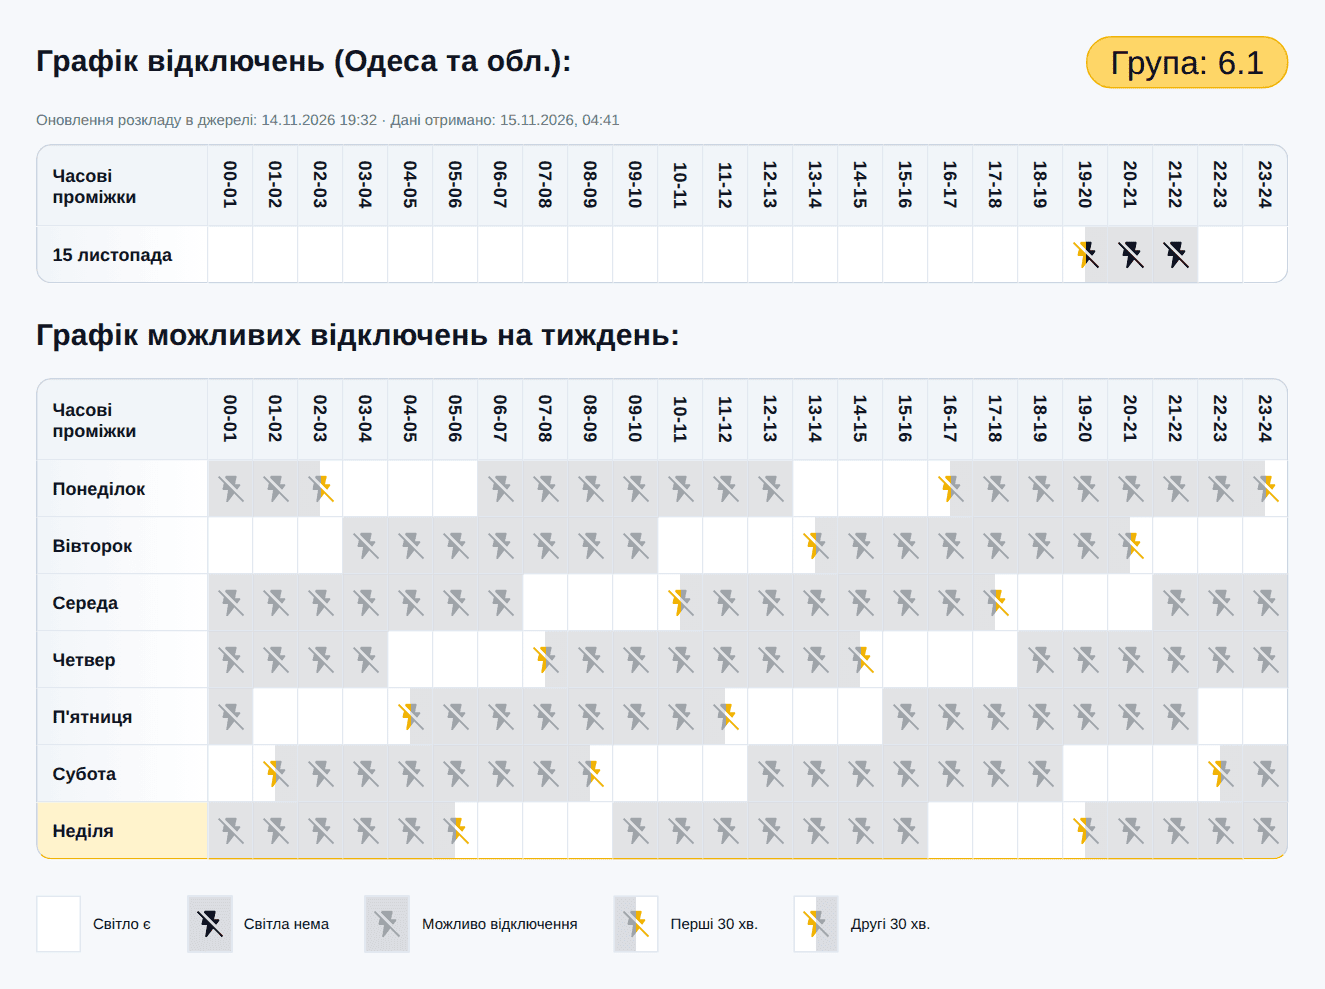 Графік відключень (Одеса та обл.):
Група: 6.1
Оновлення розкладу в джерелі: 14.11.2026 19:32 · Дані отримано: 15.11.2026, 04:41
Часові проміжки 00-01 01-02 02-03 03-04 04-05 05-06 06-07 07-08 08-09 09-10 10-11 11-12 12-13 13-14 14-15 15-16 16-17 17-18 18-19 19-20 20-21 21-22 22-23 23-24
15 листопада
Графік можливих відключень на тиждень:
Часові проміжки 00-01 01-02 02-03 03-04 04-05 05-06 06-07 07-08 08-09 09-10 10-11 11-12 12-13 13-14 14-15 15-16 16-17 17-18 18-19 19-20 20-21 21-22 22-23 23-24
Понеділок
Вівторок
Середа
Четвер
П'ятниця
Субота
Неділя
Світло є Світла нема Можливо відключення Перші 30 хв. Другі 30 хв.